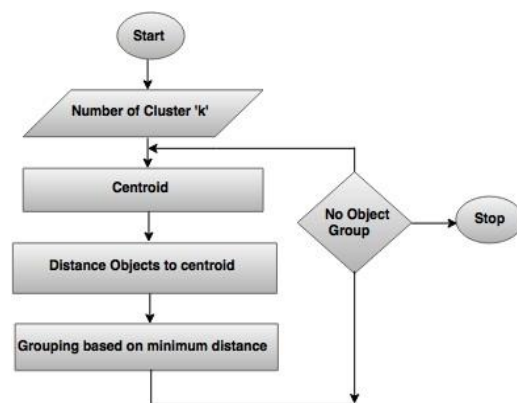 Start
Number of Cluster 'k'
Centroid
Distance Objects to centroid
Grouping based on minimum distance
No Object
Group
Stop